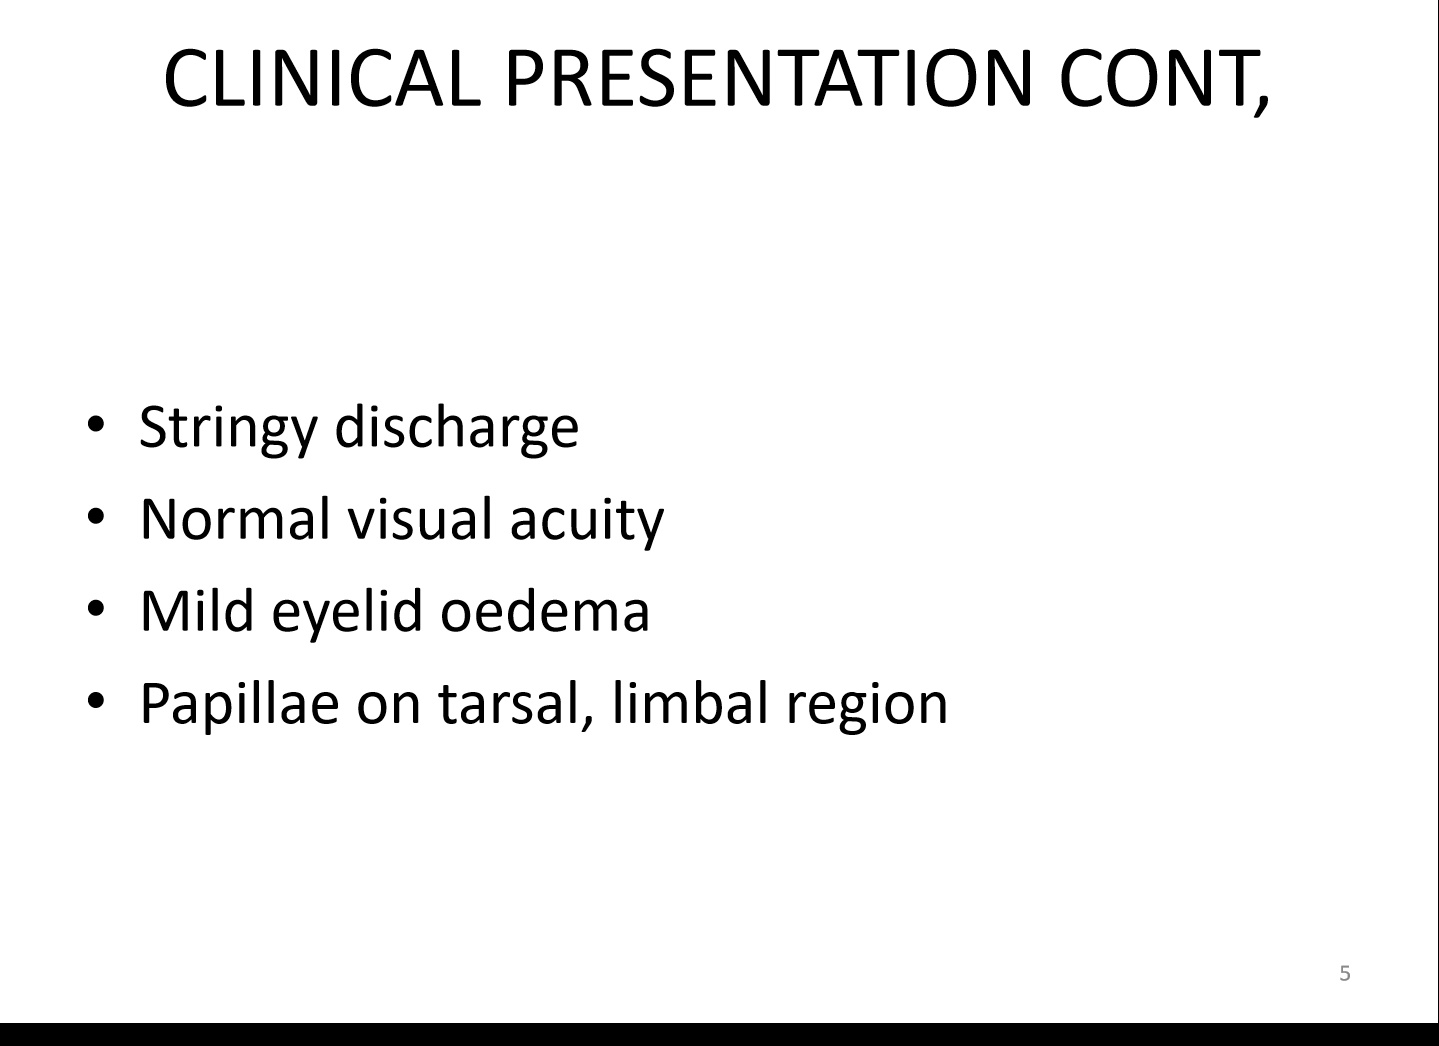 CLINICAL PRESENTATION CONT,
• Stringy discharge
• Normal visual acuity
• Mild eyelid oedema
• Papillae on tarsal, limbal region
5